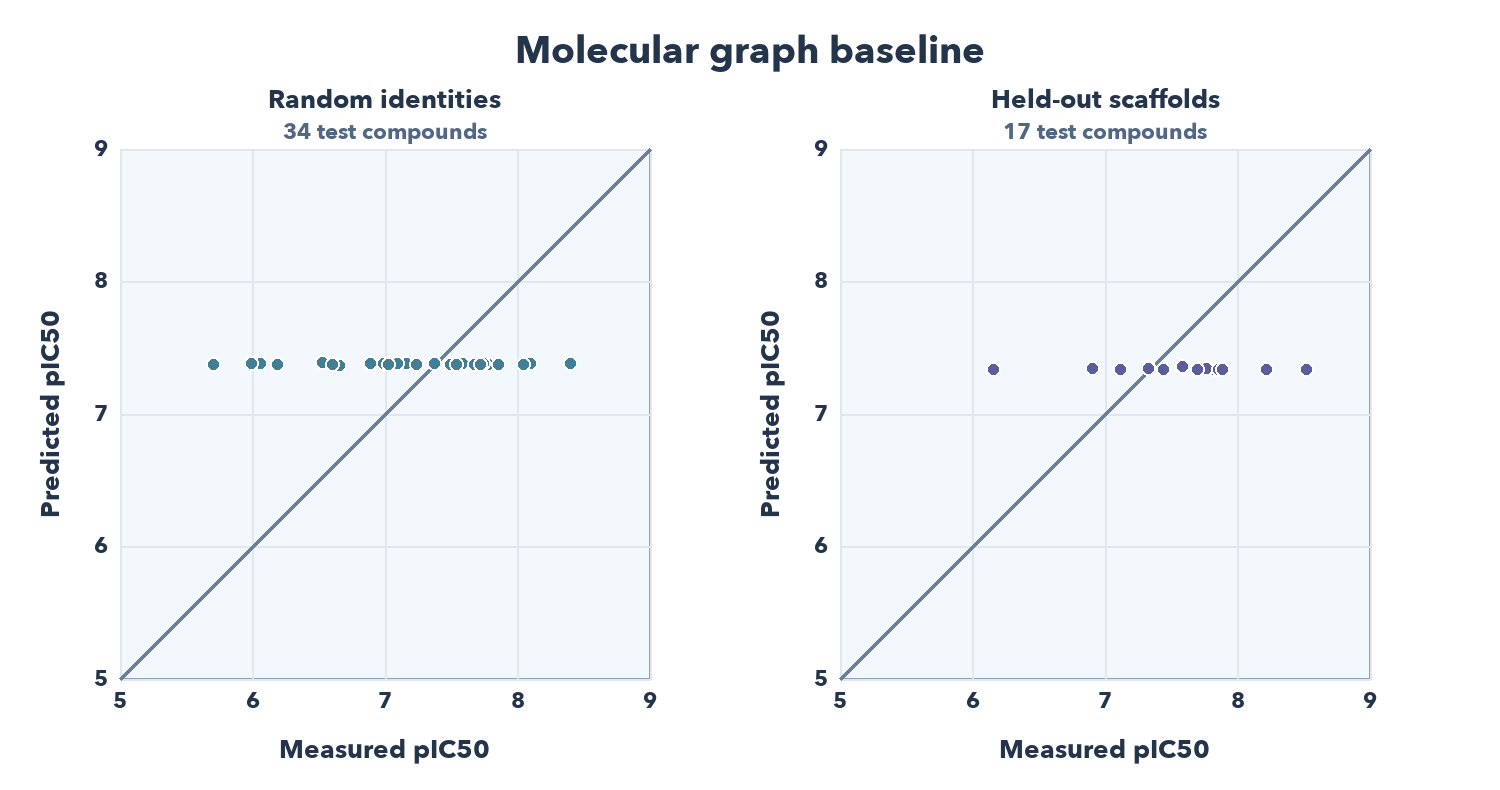 Molecular graph baseline
Random identities
34 test compounds
9
8
7
6
5
5 6 7 8 9
Predicted pIC50
Measured pIC50
Held-out scaffolds
17 test compounds
9
8
7
6
5
5 6 7 8 9
Predicted pIC50
Measured pIC50